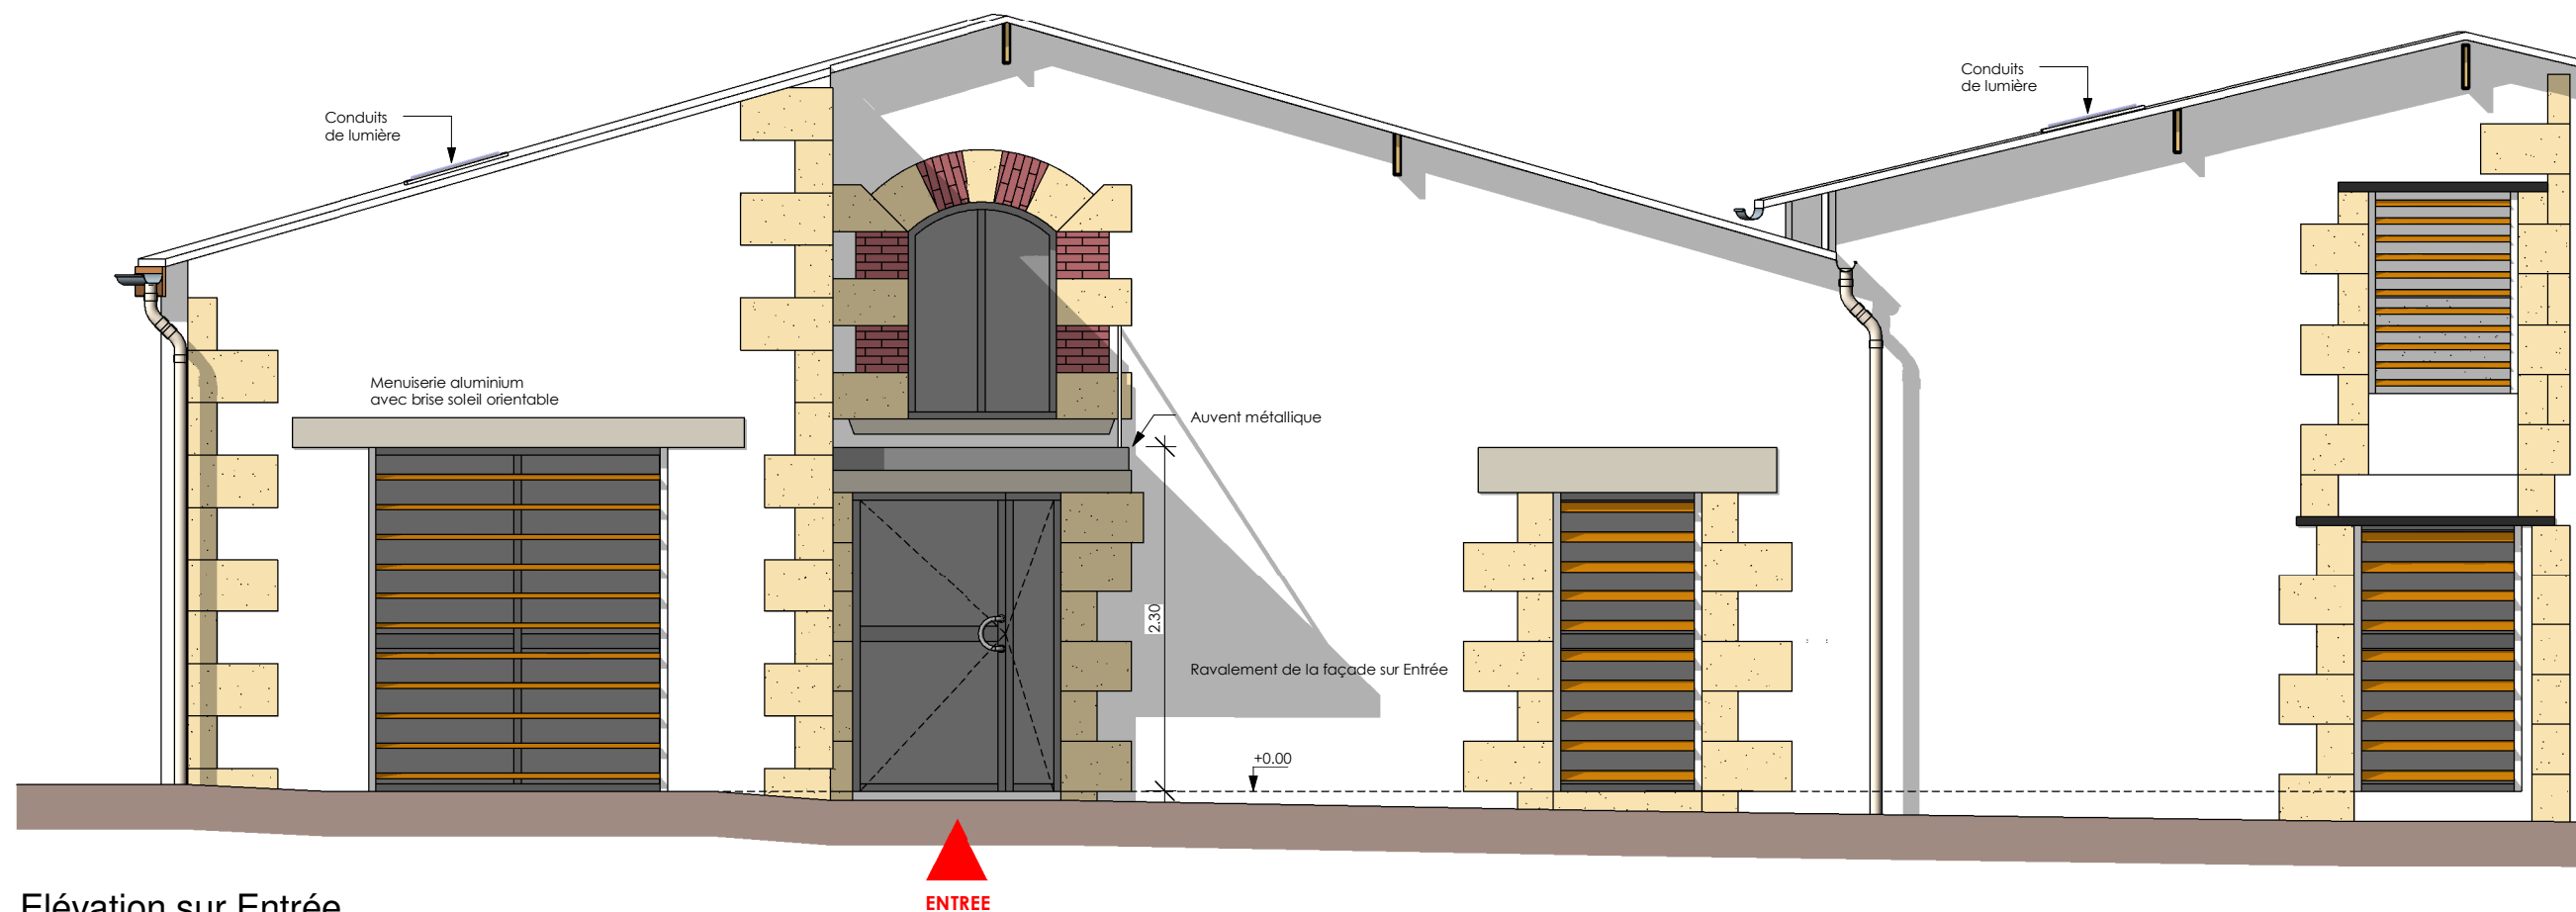 Conduits
de lumière
Conduits
de lumière
Menuiserie aluminium
avec brise soleil orientable
Auvent métallique
2.30
Ravalement de la façade sur Entrée
+0.00
ENTREE
Elévation sur Entrée